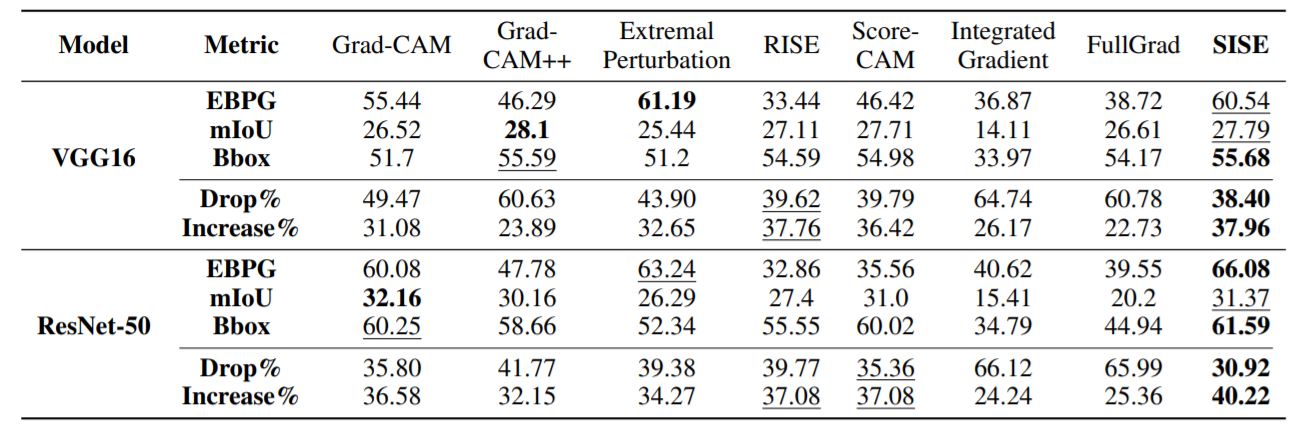 Model Metric Grad-CAM Grad-CAM++ Extremal Perturbation RISE Score-CAM Integrated Gradient FullGrad SISE
EBPG 55.44 46.29 61.19 33.44 46.42 36.87 38.72 60.54
mIoU 26.52 28.1 25.44 27.11 27.71 14.11 26.61 27.79
VGG16 Bbox 51.7 55.59 51.2 54.59 54.98 33.97 54.17 55.68
Drop% 49.47 60.63 43.90 39.62 39.79 64.74 60.78 38.40
Increase% 31.08 23.89 32.65 37.76 36.42 26.17 22.73 37.96
EBPG 60.08 47.78 63.24 32.86 35.56 40.62 39.55 66.08
mIoU 32.16 30.16 26.29 27.4 31.0 15.41 20.2 31.37
ResNet-50 Bbox 60.25 58.66 52.34 55.55 60.02 34.79 44.94 61.59
Drop% 35.80 41.77 39.38 39.77 35.36 66.12 65.99 30.92
Increase% 36.58 32.15 34.27 37.08 37.08 24.24 25.36 40.22